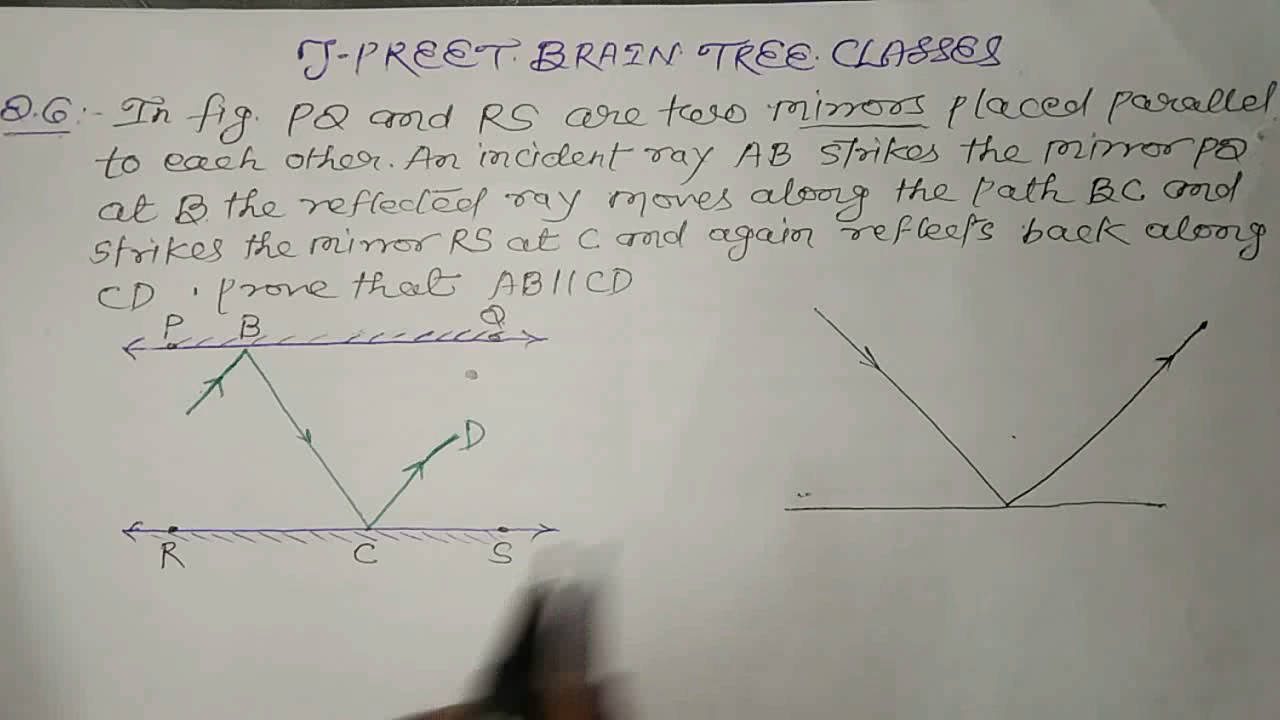 J-PREET. BRAIN. TREE. CLASSES
Q.6:- In fig. PQ and RS are two mirrors placed parallel
to each other. An incident ray AB strikes the mirror PQ
at B the reflected ray moves along the path BC and
strikes the mirror RS at C and again reflects back along
CD. prove that AB||CD
P B Q
D
R C S